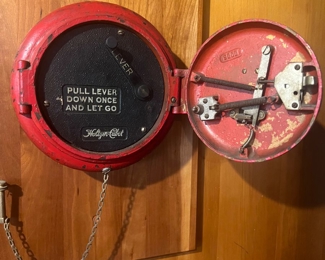 LEVER
PULL LEVER
DOWN ONCE
AND LET GO
Holtzer-Cabot